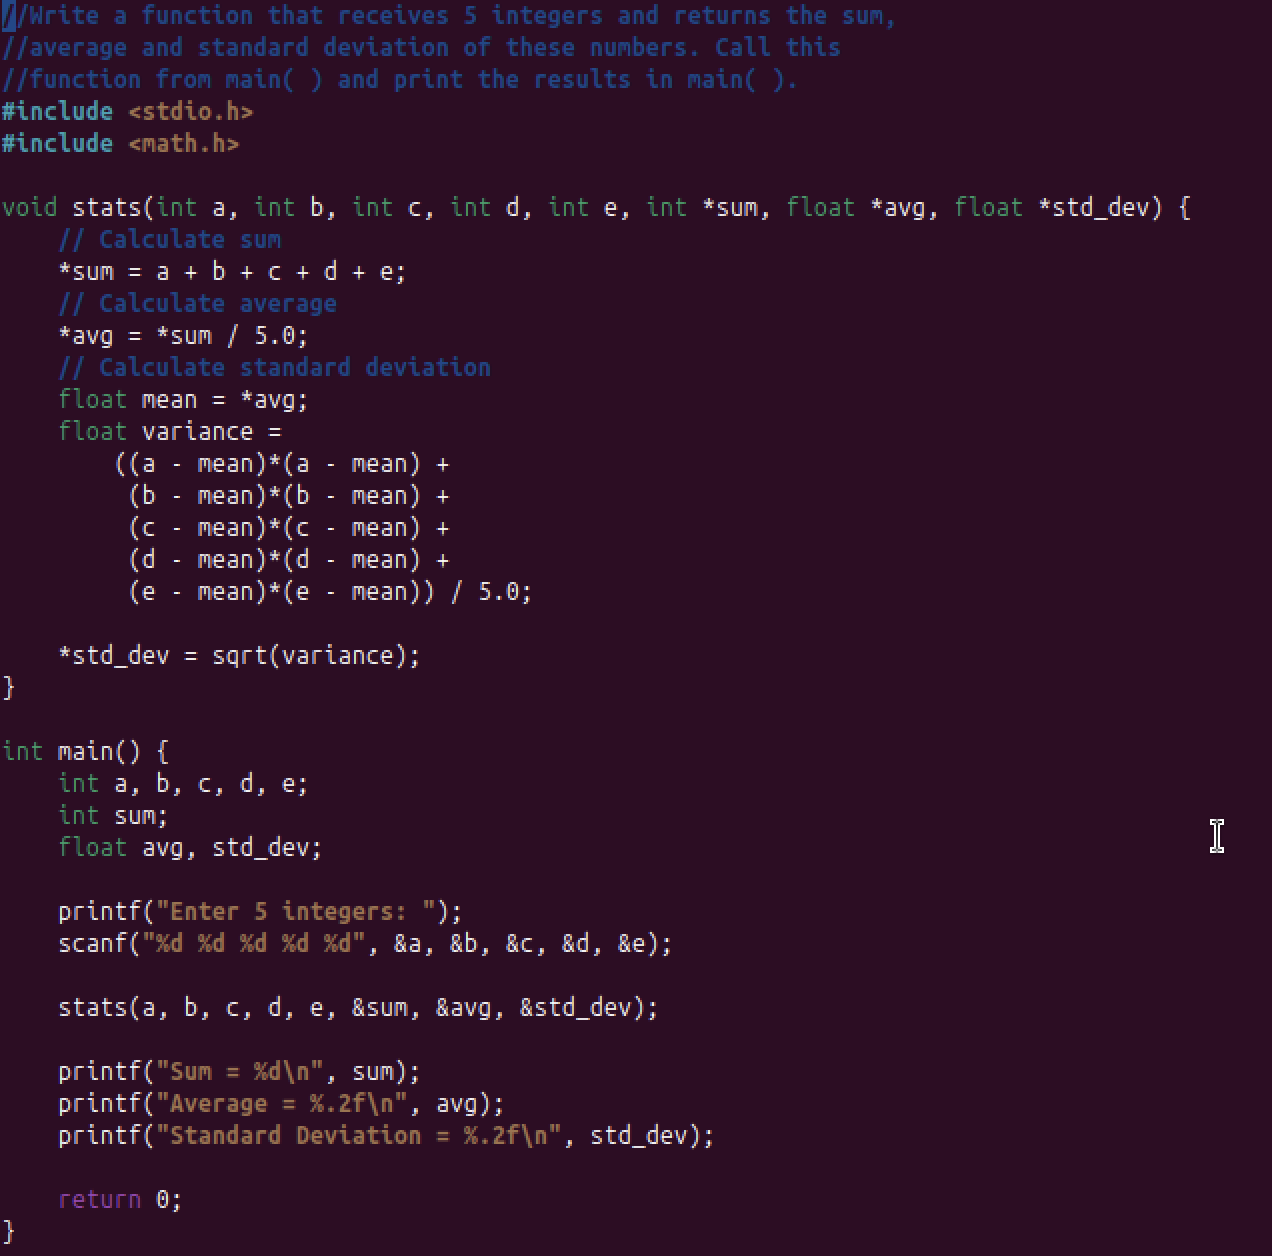 //Write a function that receives 5 integers and returns the sum,
//average and standard deviation of these numbers. Call this
//function from main( ) and print the results in main( ).
#include <stdio.h>
#include <math.h>

void stats(int a, int b, int c, int d, int e, int *sum, float *avg, float *std_dev) {
    // Calculate sum
    *sum = a + b + c + d + e;
    // Calculate average
    *avg = *sum / 5.0;
    // Calculate standard deviation
    float mean = *avg;
    float variance =
        ((a - mean)*(a - mean) +
         (b - mean)*(b - mean) +
         (c - mean)*(c - mean) +
         (d - mean)*(d - mean) +
         (e - mean)*(e - mean)) / 5.0;

    *std_dev = sqrt(variance);
}

int main() {
    int a, b, c, d, e;
    int sum;
    float avg, std_dev;

    printf("Enter 5 integers: ");
    scanf("%d %d %d %d %d", &a, &b, &c, &d, &e);

    stats(a, b, c, d, e, &sum, &avg, &std_dev);

    printf("Sum = %d\n", sum);
    printf("Average = %.2f\n", avg);
    printf("Standard Deviation = %.2f\n", std_dev);

    return 0;
}